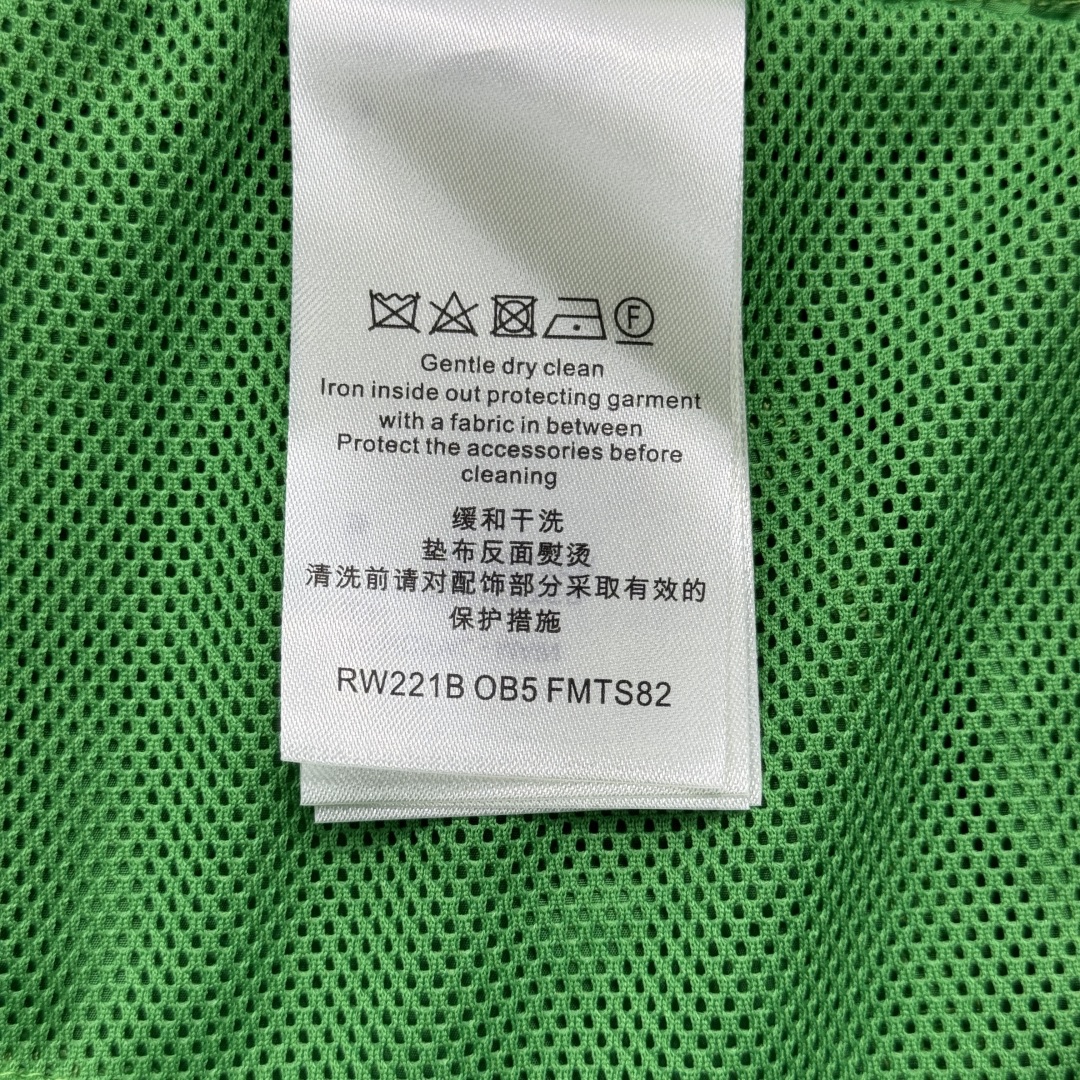 F
Gentle dry clean
Iron inside out protecting garment
with a fabric in between
Protect the accessories before
cleaning
缓和干洗
垫布反面熨烫
清洗前请对配饰部分采取有效的
保护措施
RW221B OB5 FMTS82